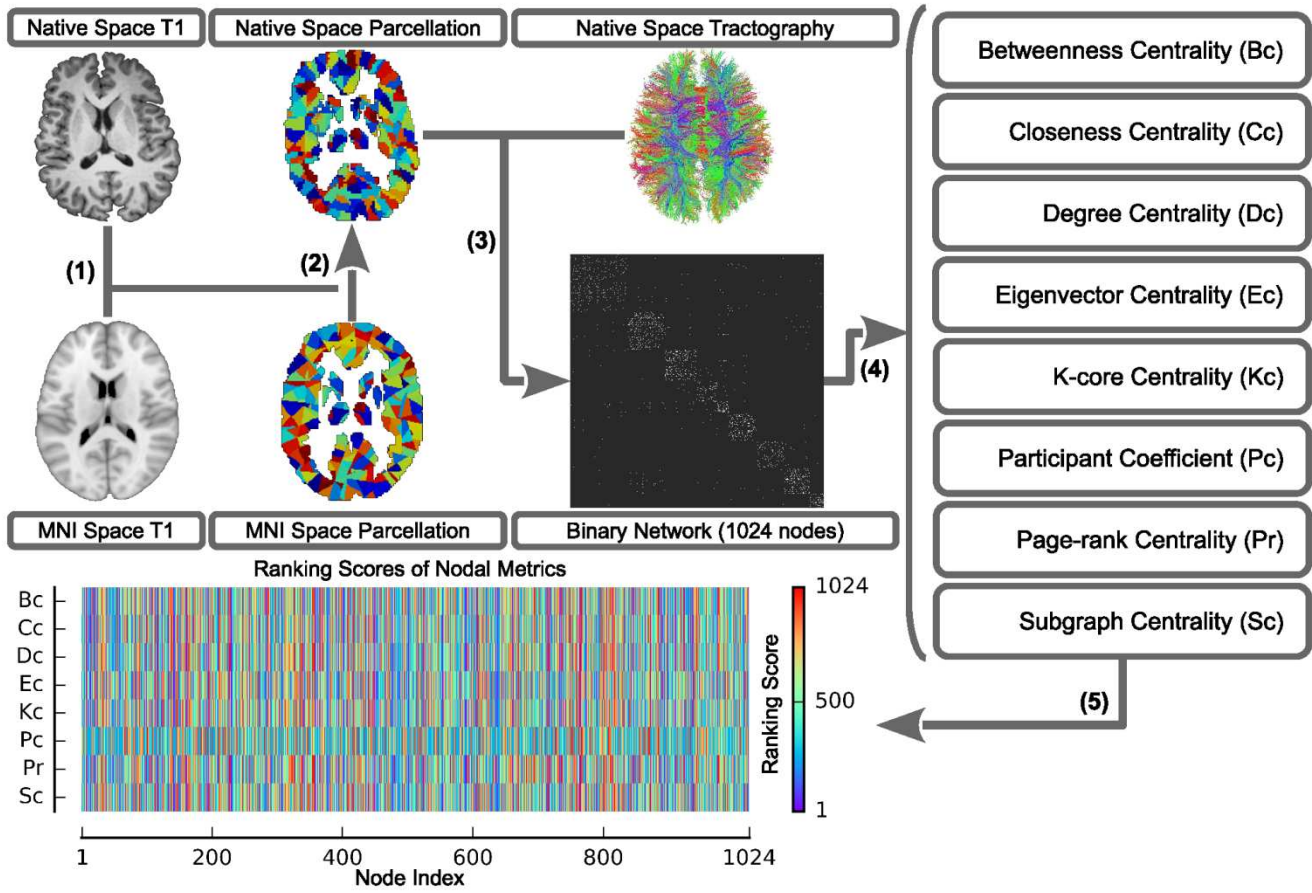 Native Space T1
Native Space Parcellation
Native Space Tractography
(1)
(2)
(3)
(4)
MNI Space T1
MNI Space Parcellation
Binary Network (1024 nodes)
Betweenness Centrality (Bc)
Closeness Centrality (Cc)
Degree Centrality (Dc)
Eigenvector Centrality (Ec)
K-core Centrality (Kc)
Participant Coefficient (Pc)
Page-rank Centrality (Pr)
Subgraph Centrality (Sc)
(5)
Ranking Scores of Nodal Metrics
Bc
Cc
Dc
Ec
Kc
Pc
Pr
Sc
1 200 400 600 800 1024
Node Index
1024
500
1
Ranking Score